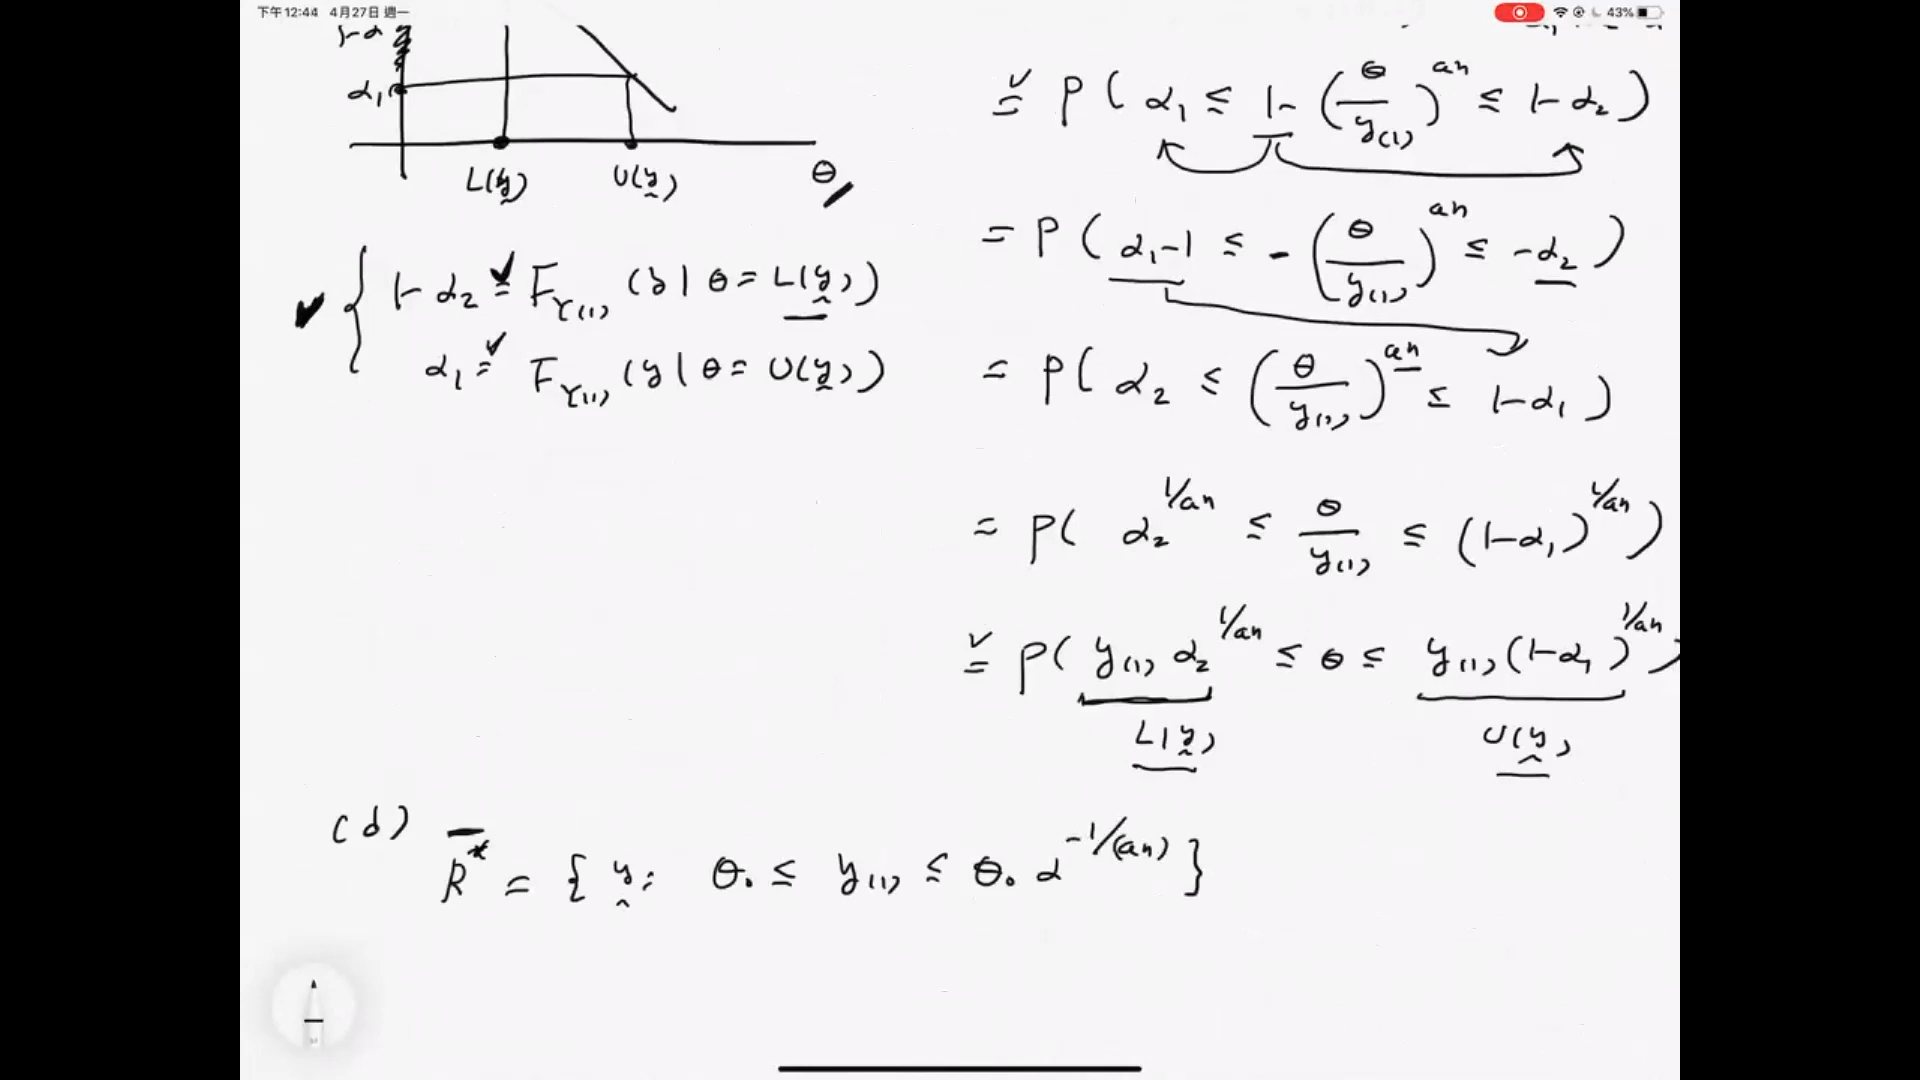 下午12:44 4月27日 週一
43%
1-α
α₁
L(y) U(y) θ
{ 1-α₂ = F_{Y(1)} (y | θ = L(y))
α₁ = F_{Y(1)} (y | θ = U(y))
= P( α₁ ≤ 1- (θ/y₍₁₎)^{an} ≤ 1-α₂ )
= P( α₁-1 ≤ - (θ/y₍₁₎)^{an} ≤ -α₂ )
= P( α₂ ≤ (θ/y₍₁₎)^{an} ≤ 1-α₁ )
= P( α₂^{1/an} ≤ θ/y₍₁₎ ≤ (1-α₁)^{1/an} )
= P( y₍₁₎ α₂^{1/an} ≤ θ ≤ y₍₁₎ (1-α₁)^{1/an} )
L(y) U(y)
(d) R̄* = { y: θ₀ ≤ y₍₁₎ ≤ θ₀ α^{-1/(an)} }